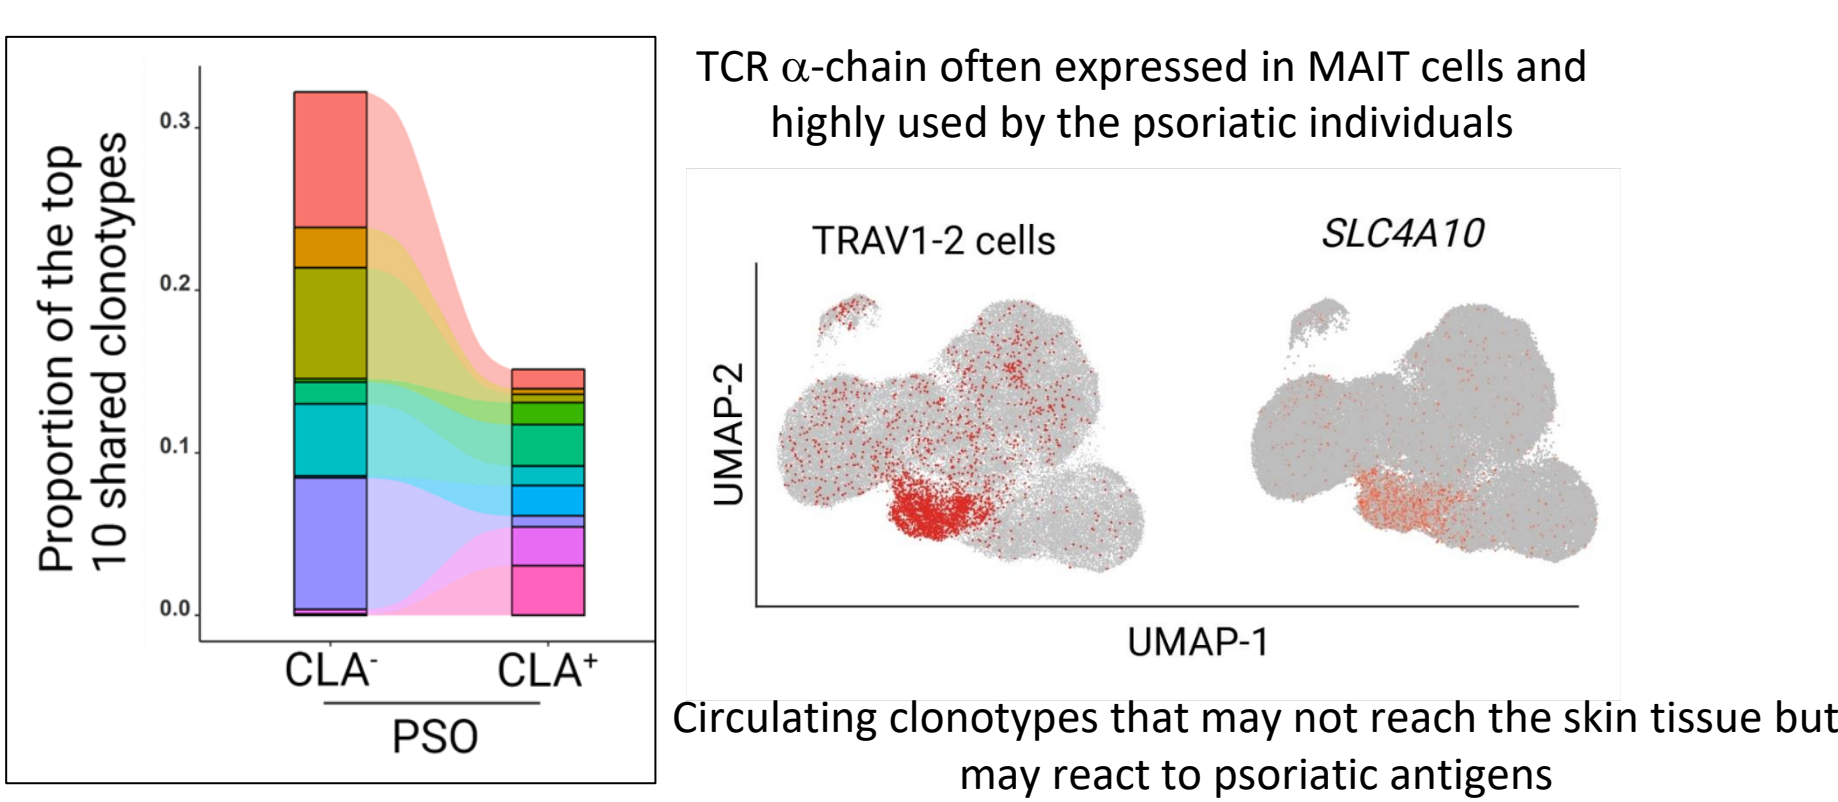 Proportion of the top
10 shared clonotypes
0.3
0.2
0.1
0.0
CLA⁻
CLA⁺
PSO
TCR α-chain often expressed in MAIT cells and
highly used by the psoriatic individuals
TRAV1-2 cells
SLC4A10
UMAP-2
UMAP-1
Circulating clonotypes that may not reach the skin tissue but
may react to psoriatic antigens